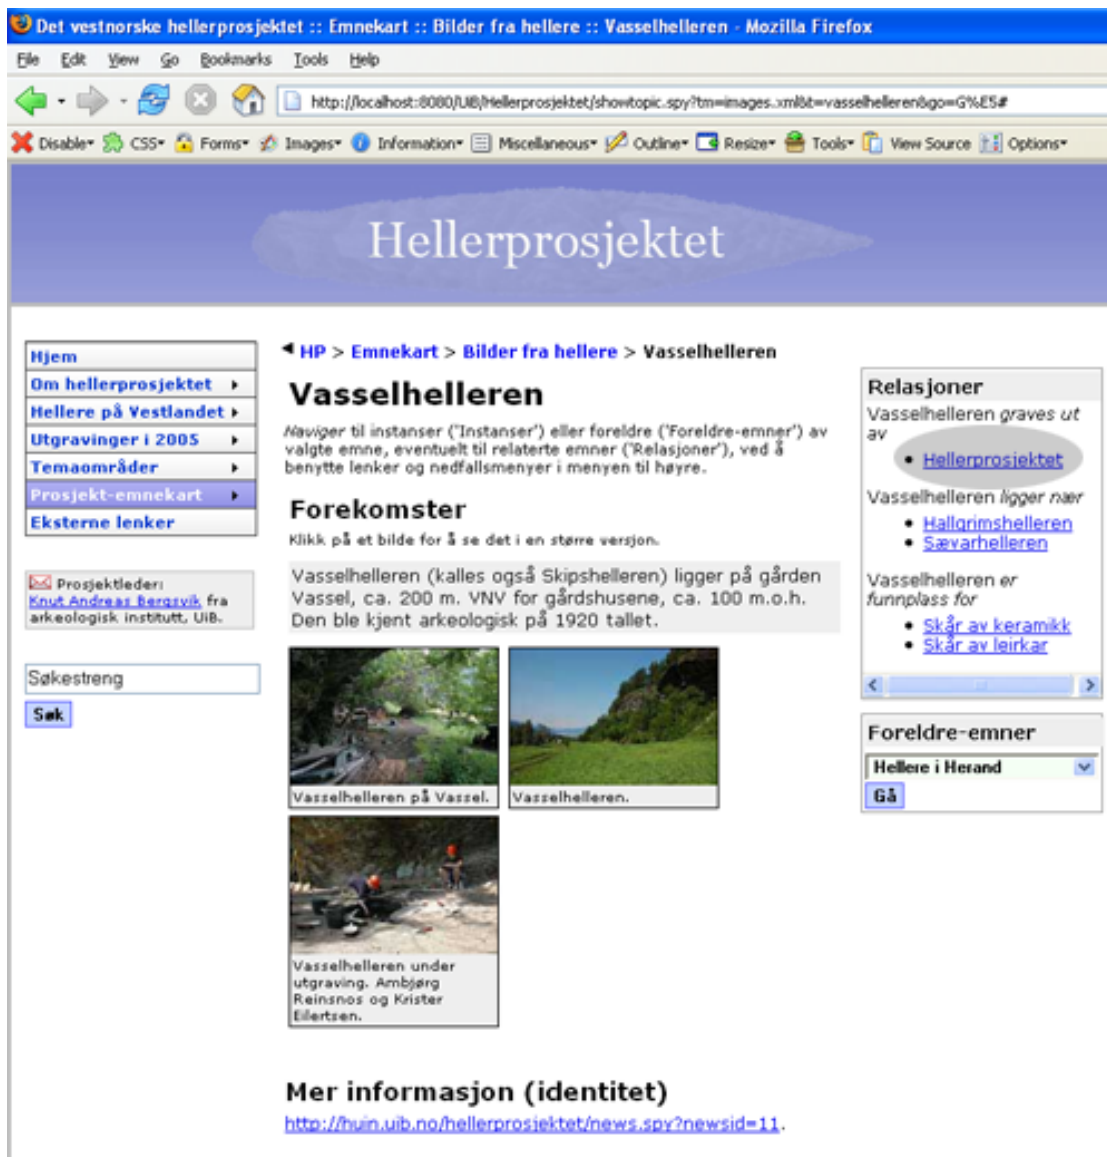 Det vestnorske hellerprosjektet :: Emnekart :: Bilder fra hellere :: Vasselhelleren - Mozilla Firefox
File Edit View Go Bookmarks Tools Help
http://localhost:8080/UiB/Hellerprosjektet/showtopic.spy?tm=images.xml&t=vasselhelleren&go=G%E5#
Disable CSS Forms Images Information Miscellaneous Outline Resize Tools View Source Options
Hellerprosjektet
Hjem
Om hellerprosjektet
Hellere på Vestlandet
Utgravinger i 2005
Temaområder
Prosjekt-emnekart
Eksterne lenker
Prosjektleder:
Knut Andreas Bergsvik fra
arkeologisk institutt, UiB.
Søkestreng
Søk
HP > Emnekart > Bilder fra hellere > Vasselhelleren
Vasselhelleren
Naviger til instanser ('Instanser') eller foreldre ('Foreldre-emner') av
valgte emne, eventuelt til relaterte emner ('Relasjoner'), ved å
benytte lenker og nedfallsmenyer i menyen til høyre.
Forekomster
Klikk på et bilde for å se det i en større versjon.
Vasselhelleren (kalles også Skipshelleren) ligger på gården
Vassel, ca. 200 m. VNV for gårdshusene, ca. 100 m.o.h.
Den ble kjent arkeologisk på 1920 tallet.
Vasselhelleren på Vassel.
Vasselhelleren.
Vasselhelleren under
utgraving. Ambjørg
Reinsnos og Krister
Eilertsen.
Mer informasjon (identitet)
http://huin.uib.no/hellerprosjektet/news.spy?newsid=11.
Relasjoner
Vasselhelleren graves ut
av
Hellerprosjektet
Vasselhelleren ligger nær
Hallgrimshelleren
Sævarhelleren
Vasselhelleren er
funnplass for
Skår av keramikk
Skår av leirkar
Foreldre-emner
Hellere i Herand
Gå